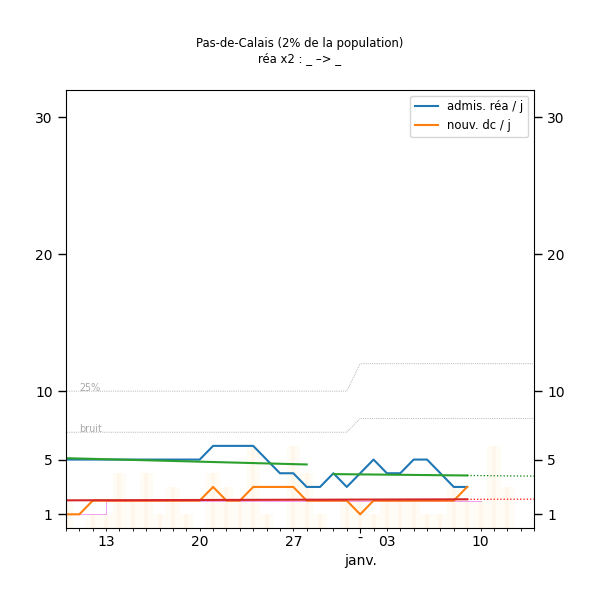 Pas-de-Calais (2% de la population)
réa x2 : _ –> _
admis. réa / j
nouv. dc / j
30 30
20 20
10 10
25%
bruit
5 5
1 1
13 20 27 - 03 10
janv.